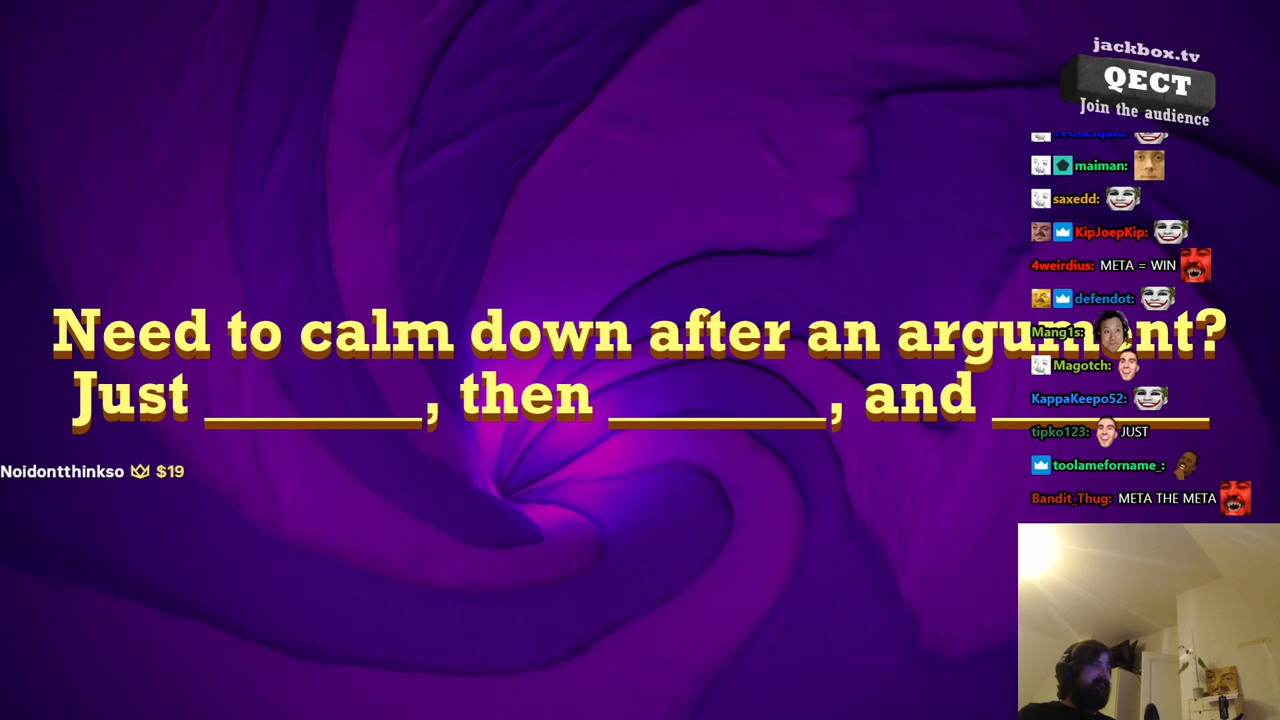 jackbox.tv
QECT
Join the audience
maiman:
saxedd:
KipJoepKip:
4weirdius: META = WIN
defendot:
Mang1s:
Magotch:
KappaKeepo52:
tipko123: JUST
toolameforname_:
Bandit_Thug: META THE META
Need to calm down after an argument?
Just ________, then ________, and ________
Noidontthinkso $19